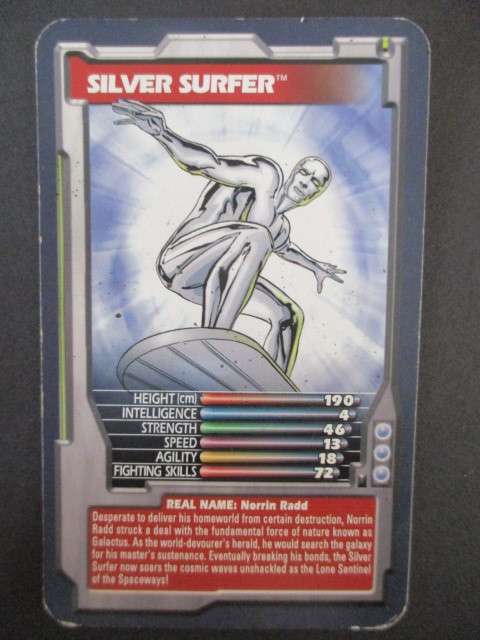 SILVER SURFER™
HEIGHT (cm) 190
INTELLIGENCE 4
STRENGTH 46
SPEED 13
AGILITY 18
FIGHTING SKILLS 72
REAL NAME: Norrin Radd
Desperate to deliver his homeworld from certain destruction, Norrin
Radd struck a deal with the fundamental force of nature known as
Galactus. As the world-devourer's herald, he would search the galaxy
for his master's sustenance. Eventually breaking his bonds, the Silver
Surfer now soars the cosmic waves unshackled as the Lone Sentinel
of the Spaceways!